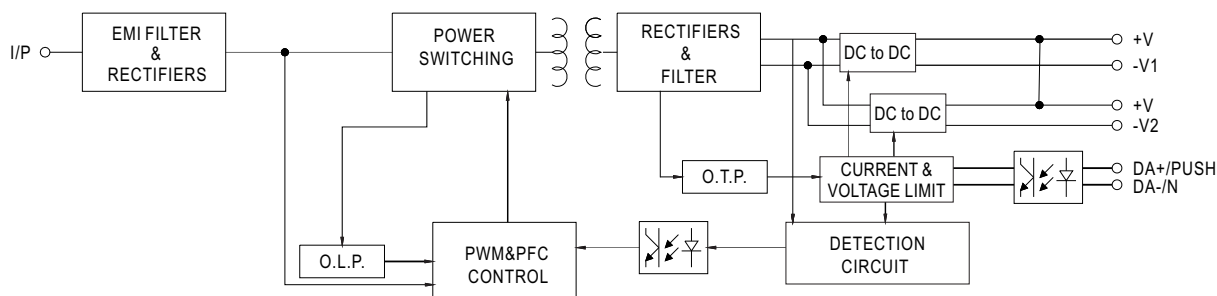 I/P
EMI FILTER
&
RECTIFIERS
POWER
SWITCHING
RECTIFIERS
&
FILTER
DC to DC
+V
-V1
DC to DC
+V
-V2
O.T.P.
CURRENT &
VOLTAGE LIMIT
DA+/PUSH
DA-/N
O.L.P.
PWM&PFC
CONTROL
DETECTION
CIRCUIT